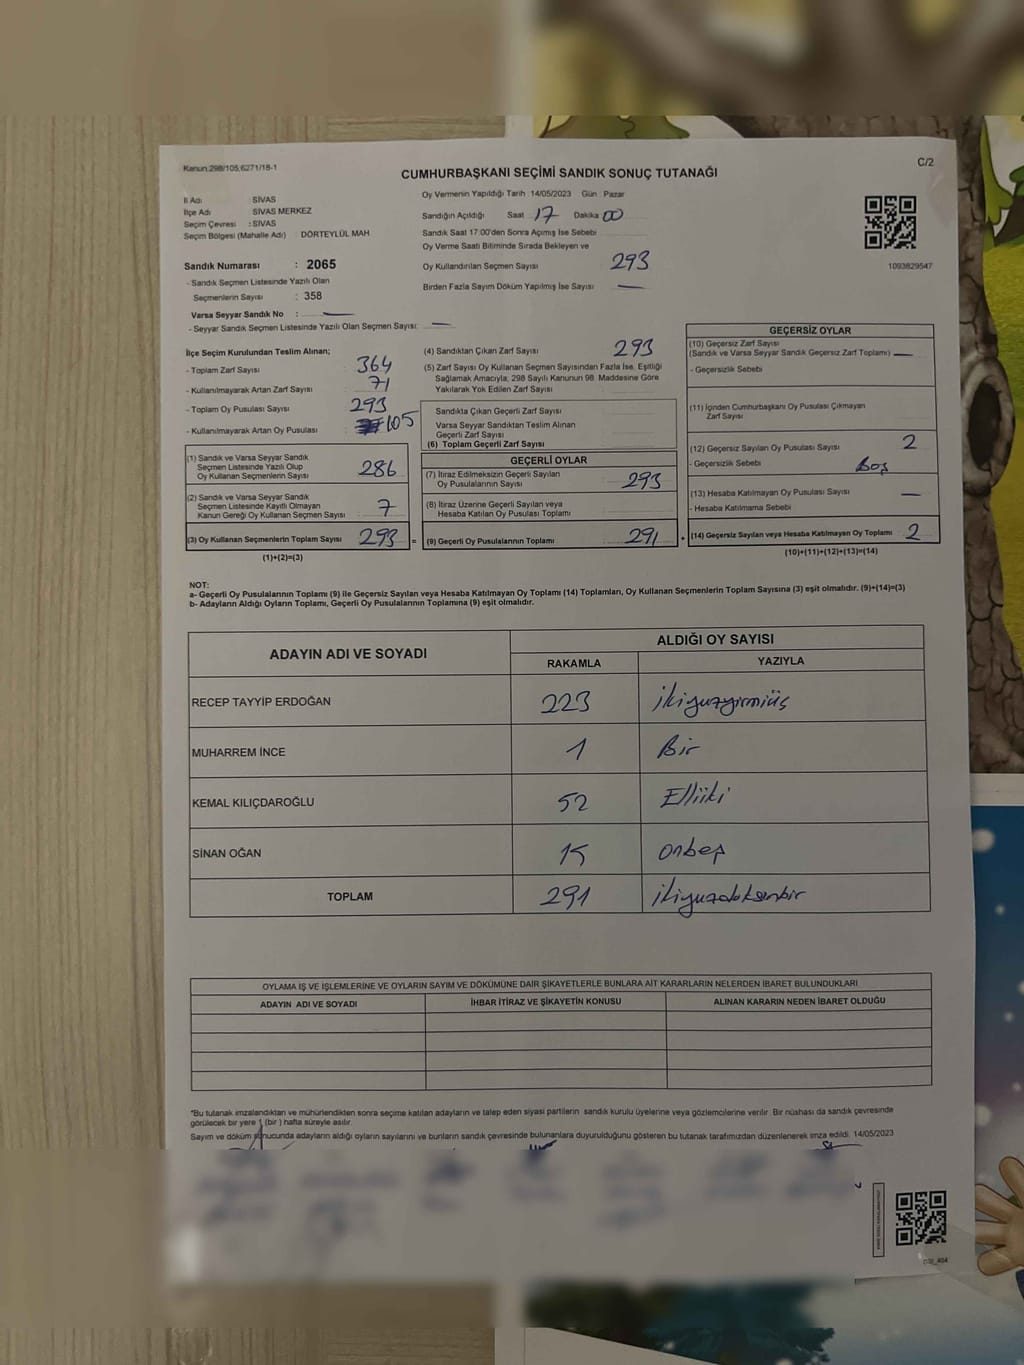 Kanun:298/105,6271/18-1
C/2
CUMHURBAŞKANI SEÇİMİ SANDIK SONUÇ TUTANAĞI
İl Adı SİVAS
İlçe Adı SİVAS MERKEZ
Seçim Çevresi : SİVAS
Seçim Bölgesi (Mahalle Adı) : DÖRTEYLÜL MAH
Sandık Numarası : 2065
- Sandık Seçmen Listesinde Yazılı Olan
Seçmenlerin Sayısı : 358
Varsa Seyyar Sandık No :
- Seyyar Sandık Seçmen Listesinde Yazılı Olan Seçmen Sayısı:
Oy Vermenin Yapıldığı Tarih :14/05/2023 Gün : Pazar
Sandığın Açıldığı Saat 17 Dakika 00
Sandık Saat 17:00'den Sonra Açımış İse Sebebi
Oy Verme Saati Bitiminde Sırada Bekleyen ve
Oy Kullandırılan Seçmen Sayısı 293
Birden Fazla Sayım Döküm Yapılmış İse Sayısı
1093829547
İlçe Seçim Kurulundan Teslim Alınan;
- Toplam Zarf Sayısı 364
- Kullanılmayarak Artan Zarf Sayısı 71
- Toplam Oy Pusulası Sayısı 293
- Kullanılmayarak Artan Oy Pusulası 105
(1) Sandık ve Varsa Seyyar Sandık
Seçmen Listesinde Yazılı Olup
Oy Kullanan Seçmenlerin Sayısı 286
(2) Sandık ve Varsa Seyyar Sandık
Seçmen Listesinde Kayıtlı Olmayan
Kanun Gereği Oy Kullanan Seçmen Sayısı 7
(3) Oy Kullanan Seçmenlerin Toplam Sayısı 293
(1)+(2)=(3)
(4) Sandıktan Çıkan Zarf Sayısı 293
(5) Zarf Sayısı Oy Kullanan Seçmen Sayısından Fazla İse, Eşitliği
Sağlamak Amacıyla, 298 Sayılı Kanunun 98. Maddesine Göre
Yakılarak Yok Edilen Zarf Sayısı
Sandıkta Çıkan Geçerli Zarf Sayısı
Varsa Seyyar Sandıktan Teslim Alınan
Geçerli Zarf Sayısı
(6) Toplam Geçerli Zarf Sayısı
GEÇERLİ OYLAR
(7) İtiraz Edilmeksizin Geçerli Sayılan
Oy Pusulalarının Sayısı 293
(8) İtiraz Üzerine Geçerli Sayılan veya
Hesaba Katılan Oy Pusulası Toplamı
= (9) Geçerli Oy Pusulalarının Toplamı 291
GEÇERSİZ OYLAR
(10) Geçersiz Zarf Sayısı
(Sandık ve Varsa Seyyar Sandık Geçersiz Zarf Toplamı)
- Geçersizlik Sebebi
(11) İçinden Cumhurbaşkanı Oy Pusulası Çıkmayan
Zarf Sayısı
(12) Geçersiz Sayılan Oy Pusulası Sayısı 2
- Geçersizlik Sebebi Boş
(13) Hesaba Katılmayan Oy Pusulası Sayısı
- Hesaba Katılmama Sebebi
+ (14) Geçersiz Sayılan veya Hesaba Katılmayan Oy Toplamı 2
(10)+(11)+(12)+(13)=(14)
NOT:
a- Geçerli Oy Pusulalarının Toplamı (9) ile Geçersiz Sayılan veya Hesaba Katılmayan Oy Toplamı (14) Toplamları, Oy Kullanan Seçmenlerin Toplam Sayısına (3) eşit olmalıdır. (9)+(14)=(3)
b- Adayların Aldığı Oyların Toplamı, Geçerli Oy Pusulalarının Toplamına (9) eşit olmalıdır.
ADAYIN ADI VE SOYADI ALDIĞI OY SAYISI
RAKAMLA YAZIYLA
RECEP TAYYİP ERDOĞAN 223 ikiyuzyirmiüç
MUHARREM İNCE 1 Bir
KEMAL KILIÇDAROĞLU 52 Elliiki
SİNAN OĞAN 15 onbeş
TOPLAM 291 ikiyuzdoksanbir
OYLAMA İŞ VE İŞLEMLERİNE VE OYLARIN SAYIM VE DÖKÜMÜNE DAİR ŞİKAYETLERLE BUNLARA AİT KARARLARIN NELERDEN İBARET BULUNDUKLARI
ADAYIN ADI VE SOYADI İHBAR İTİRAZ VE ŞİKAYETİN KONUSU ALINAN KARARIN NEDEN İBARET OLDUĞU
*Bu tutanak imzalandıktan ve mühürlendikten sonra seçime katılan adayların ve talep eden siyasi partilerin sandık kurulu üyelerine veya gözlemcilerine verilir. Bir nüshası da sandık çevresinde
görülecek bir yere 1 (bir ) hafta süreyle asılır.
Sayım ve döküm sonucunda adayların aldığı oyların sayılarını ve bunların sandık çevresinde bulunanlara duyurulduğunu gösteren bu tutanak tarafımızdan düzenlenerek imza edildi. 14/05/2023